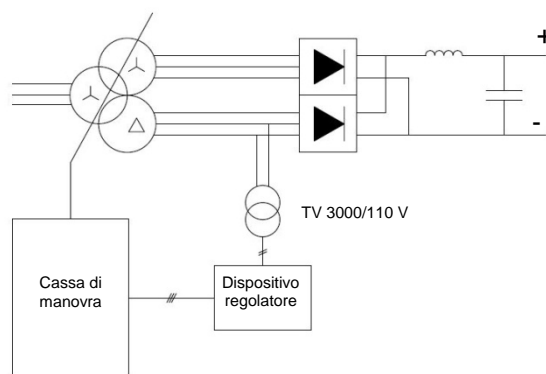 +
-
TV 3000/110 V
Cassa di
manovra
Dispositivo
regolatore